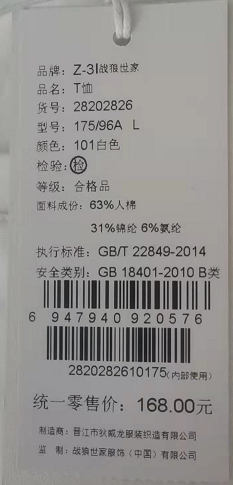 品牌：Z-3I战狼世家
品名：T恤
货号：28202826
型号：175/96A L
颜色：101白色
检验：检
等级：合格品
面料成份：63%人棉
31%锦纶 6%氨纶
执行标准：GB/T 22849-2014
安全类别：GB 18401-2010 B类
6 947940 920576
2820282610175(内部使用)
统一零售价：168.00元
制造商：晋江市狄威龙服装织造有限公司
监 制：战狼世家服饰（中国）有限公司